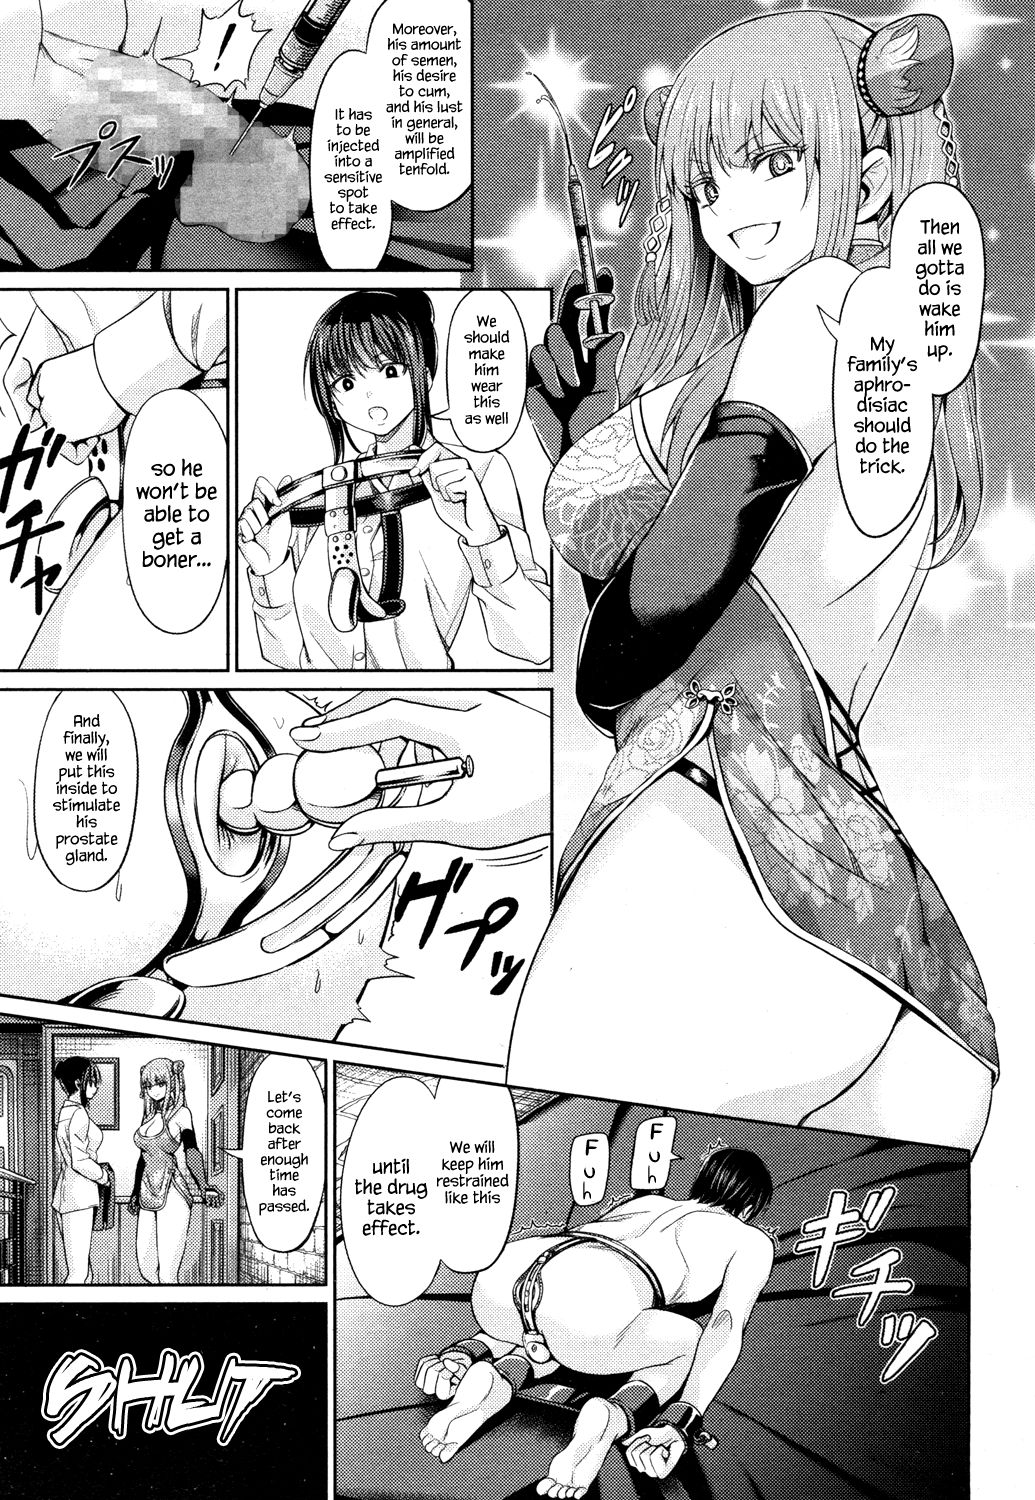 Then
all we
gotta
do is
wake
him
up.
My
family's
aphro-
disiac
should
do the
trick.
ピュッ
Moreover,
his amount
of semen,
his desire
to cum,
and his lust
in general,
will be
amplified
tenfold.
It has
to be
injected
into a
sensitive
spot
to take
effect.
!
プスッ
We
should
make
him
wear
this
as well
so he
won't be
able to
get a
boner...
ガチャ
And
finally,
we will
put this
inside to
stimulate
his
prostate
gland.
グプッ
Fuh
Fuh
ギチッ
We will
keep him
restrained
like this
until
the drug
takes
effect.
Let's
come
back
after
enough
time
has
passed.
SHUT